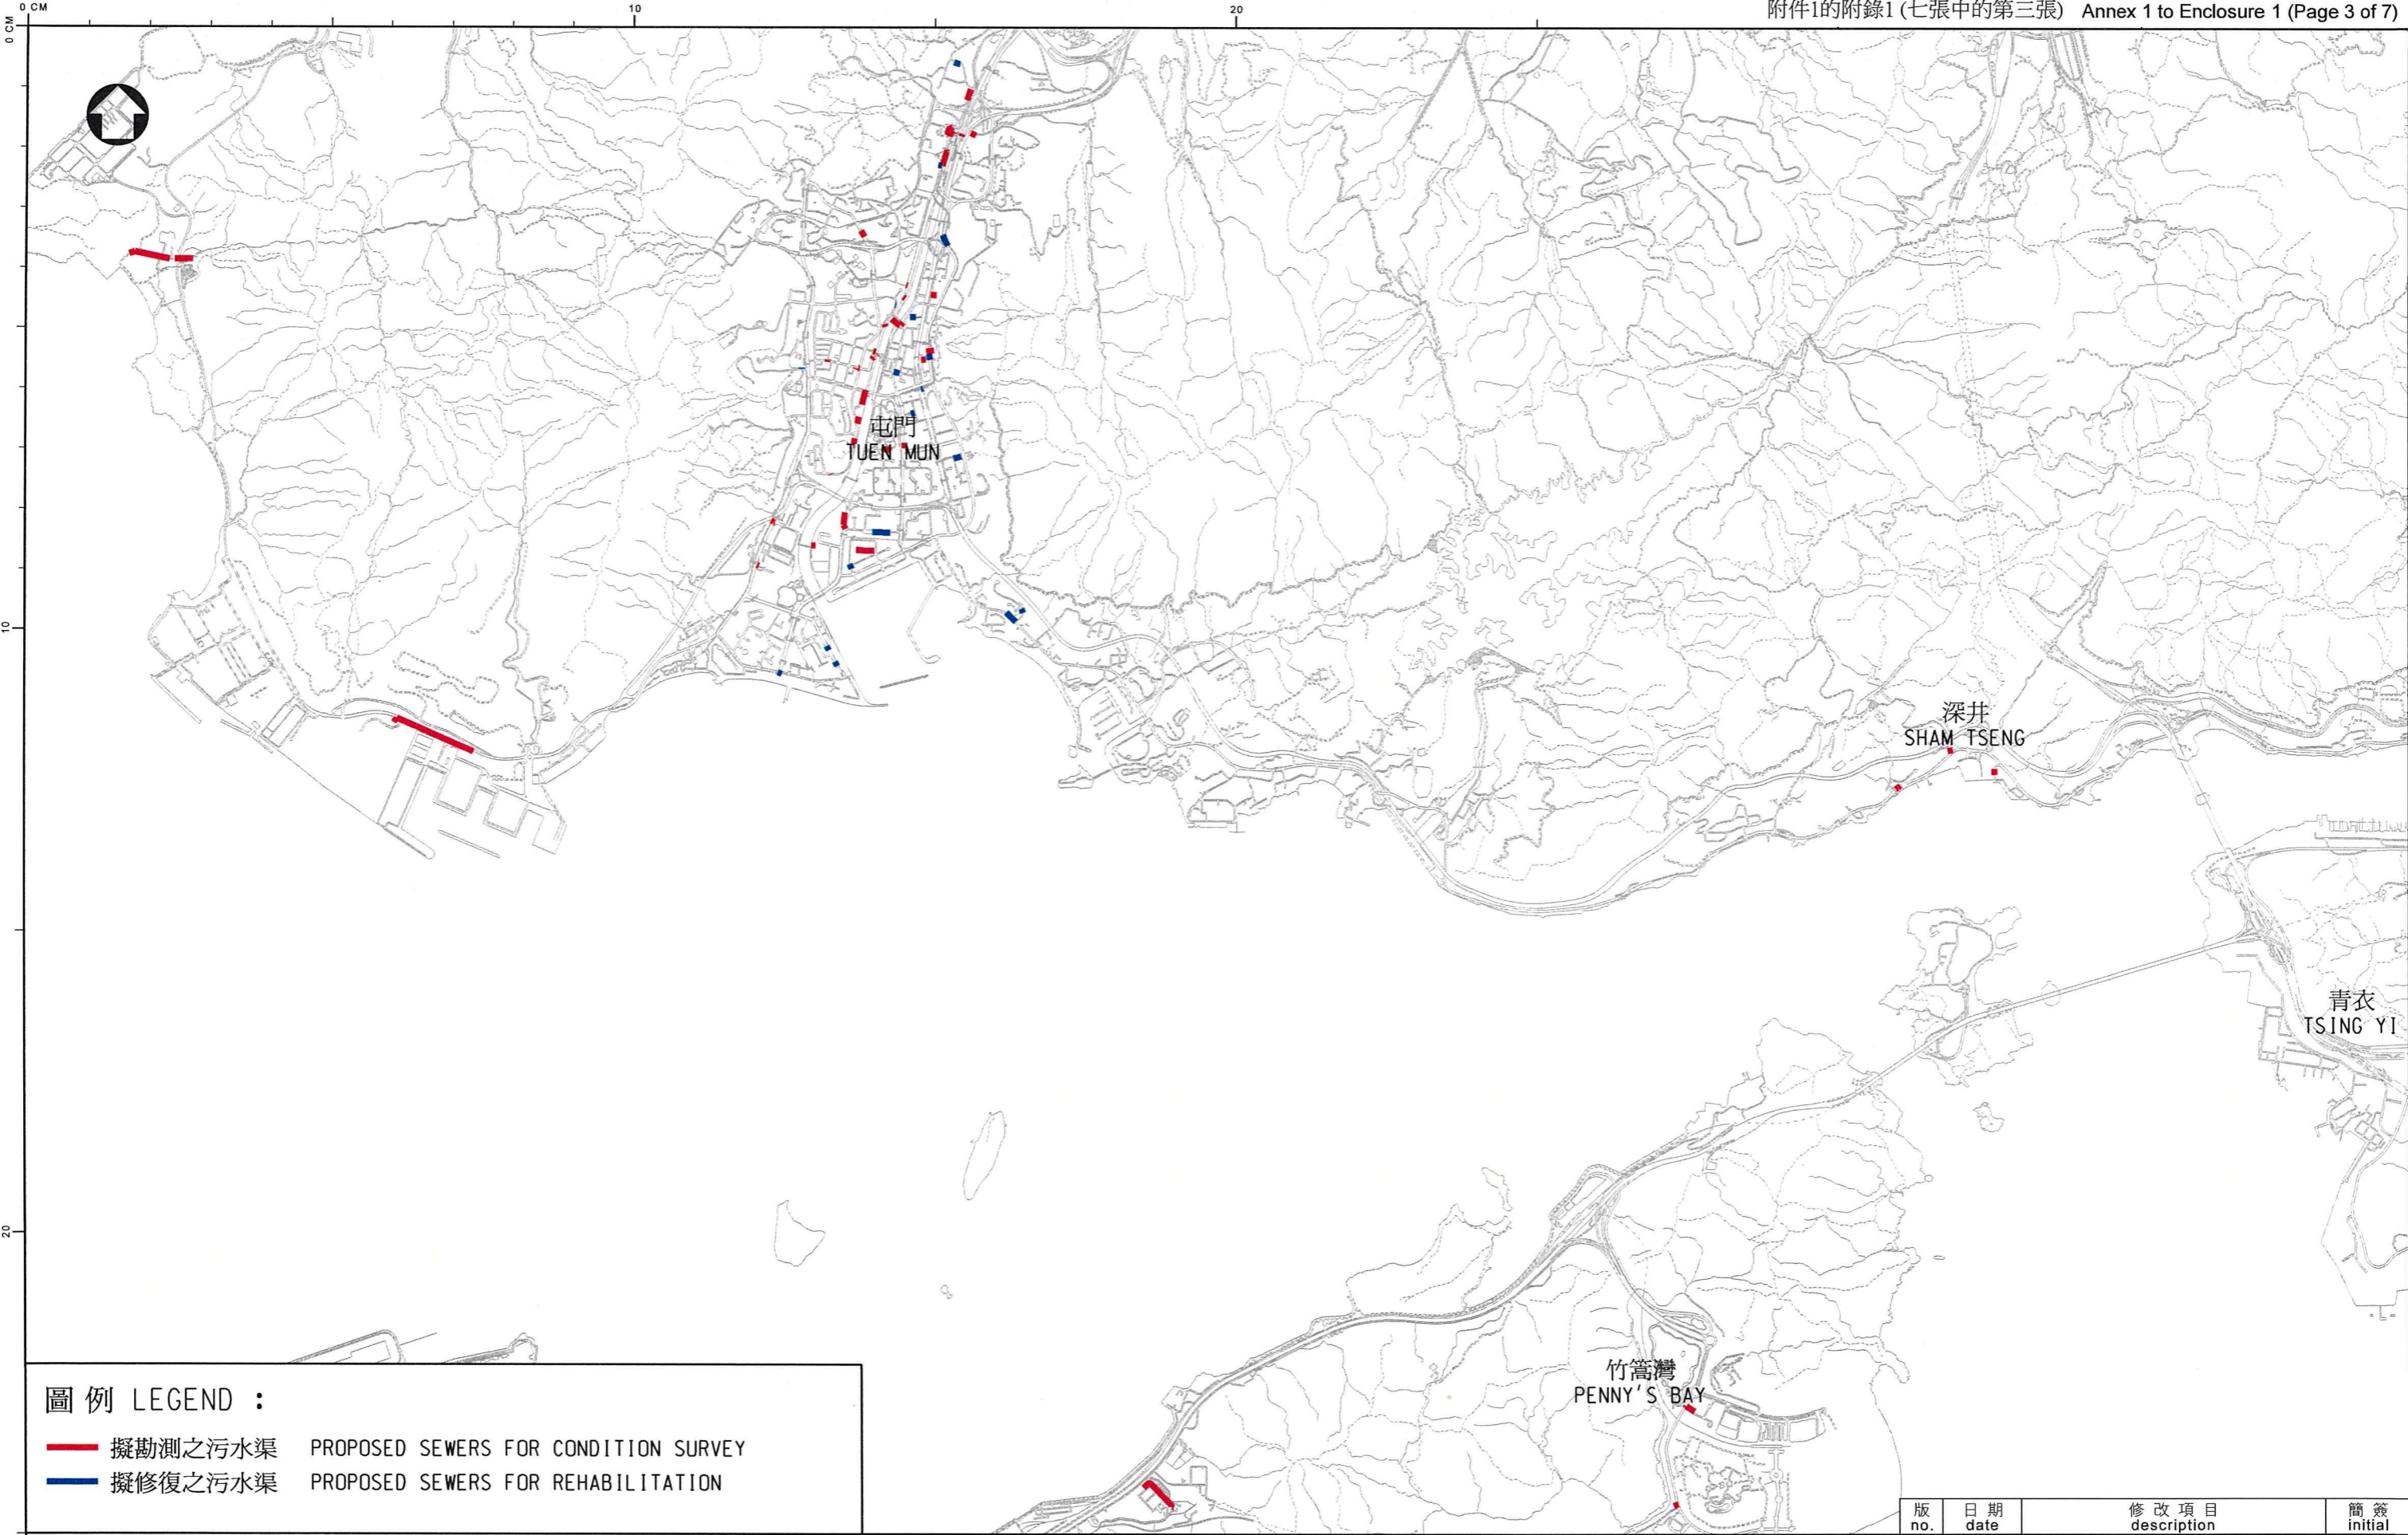 附件1的附錄1 (七張中的第三張) Annex 1 to Enclosure 1 (Page 3 of 7)
0 CM
10
20
0 CM
10
20
屯門
TUEN MUN
深井
SHAM TSENG
青衣
TSING YI
竹篙灣
PENNY'S BAY
圖例 LEGEND :
擬勘測之污水渠 PROPOSED SEWERS FOR CONDITION SURVEY
擬修復之污水渠 PROPOSED SEWERS FOR REHABILITATION
版 日期 修改項目 簡簽
no. date description initial